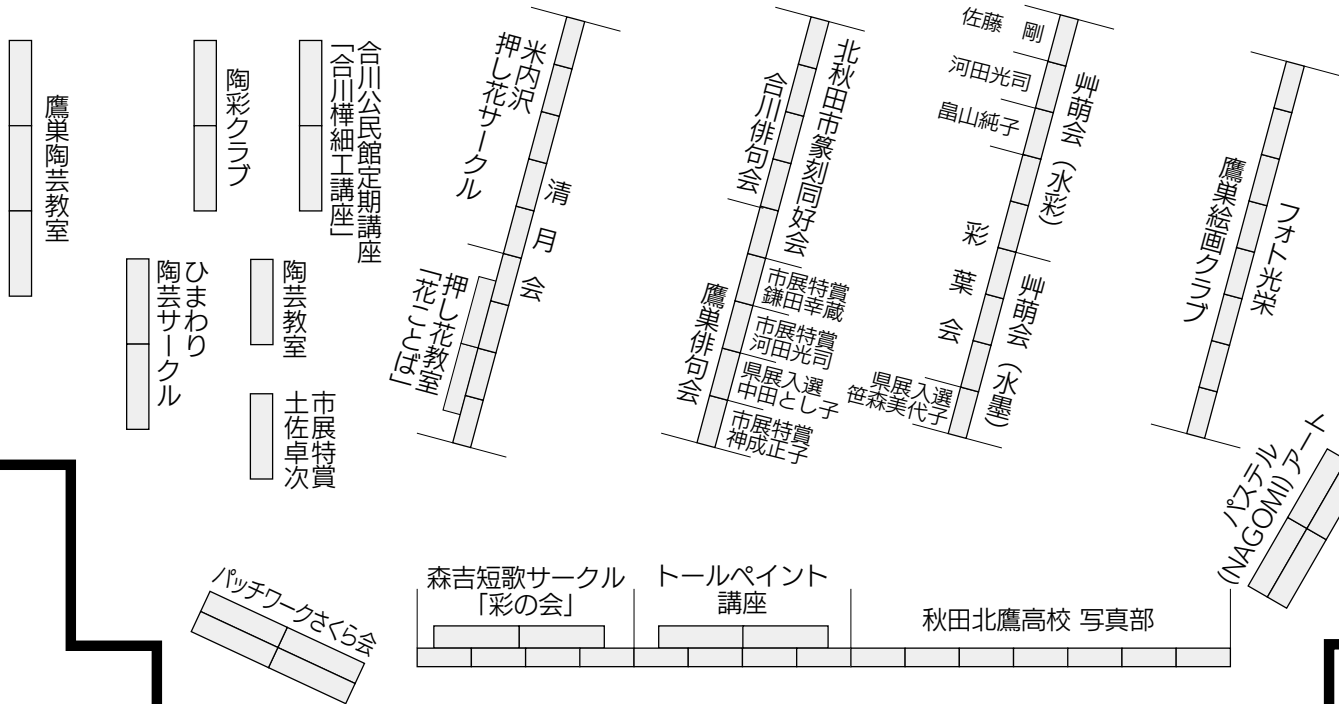 鷹巣陶芸教室
陶彩クラブ
合川公民館定期講座
「合川樺細工講座」
ひまわり
陶芸サークル
陶芸教室
市展特賞
土佐卓次
米内沢
押し花サークル
清月会
押し花教室
「花ことば」
北秋田市篆刻同好会
合川俳句会
鷹巣俳句会
市展特賞
鎌田幸蔵
市展特賞
河田光司
県展入選
中田とし子
市展特賞
神成正子
佐藤 剛
河田光司
畠山純子
艸萌会（水彩）
彩葉会
艸萌会（水墨）
県展入選
笹森美代子
フォト光栄
鷹巣絵画クラブ
パステル
(NAGOMI)アート
パッチワークさくら会
森吉短歌サークル
「彩の会」
トールペイント
講座
秋田北鷹高校 写真部